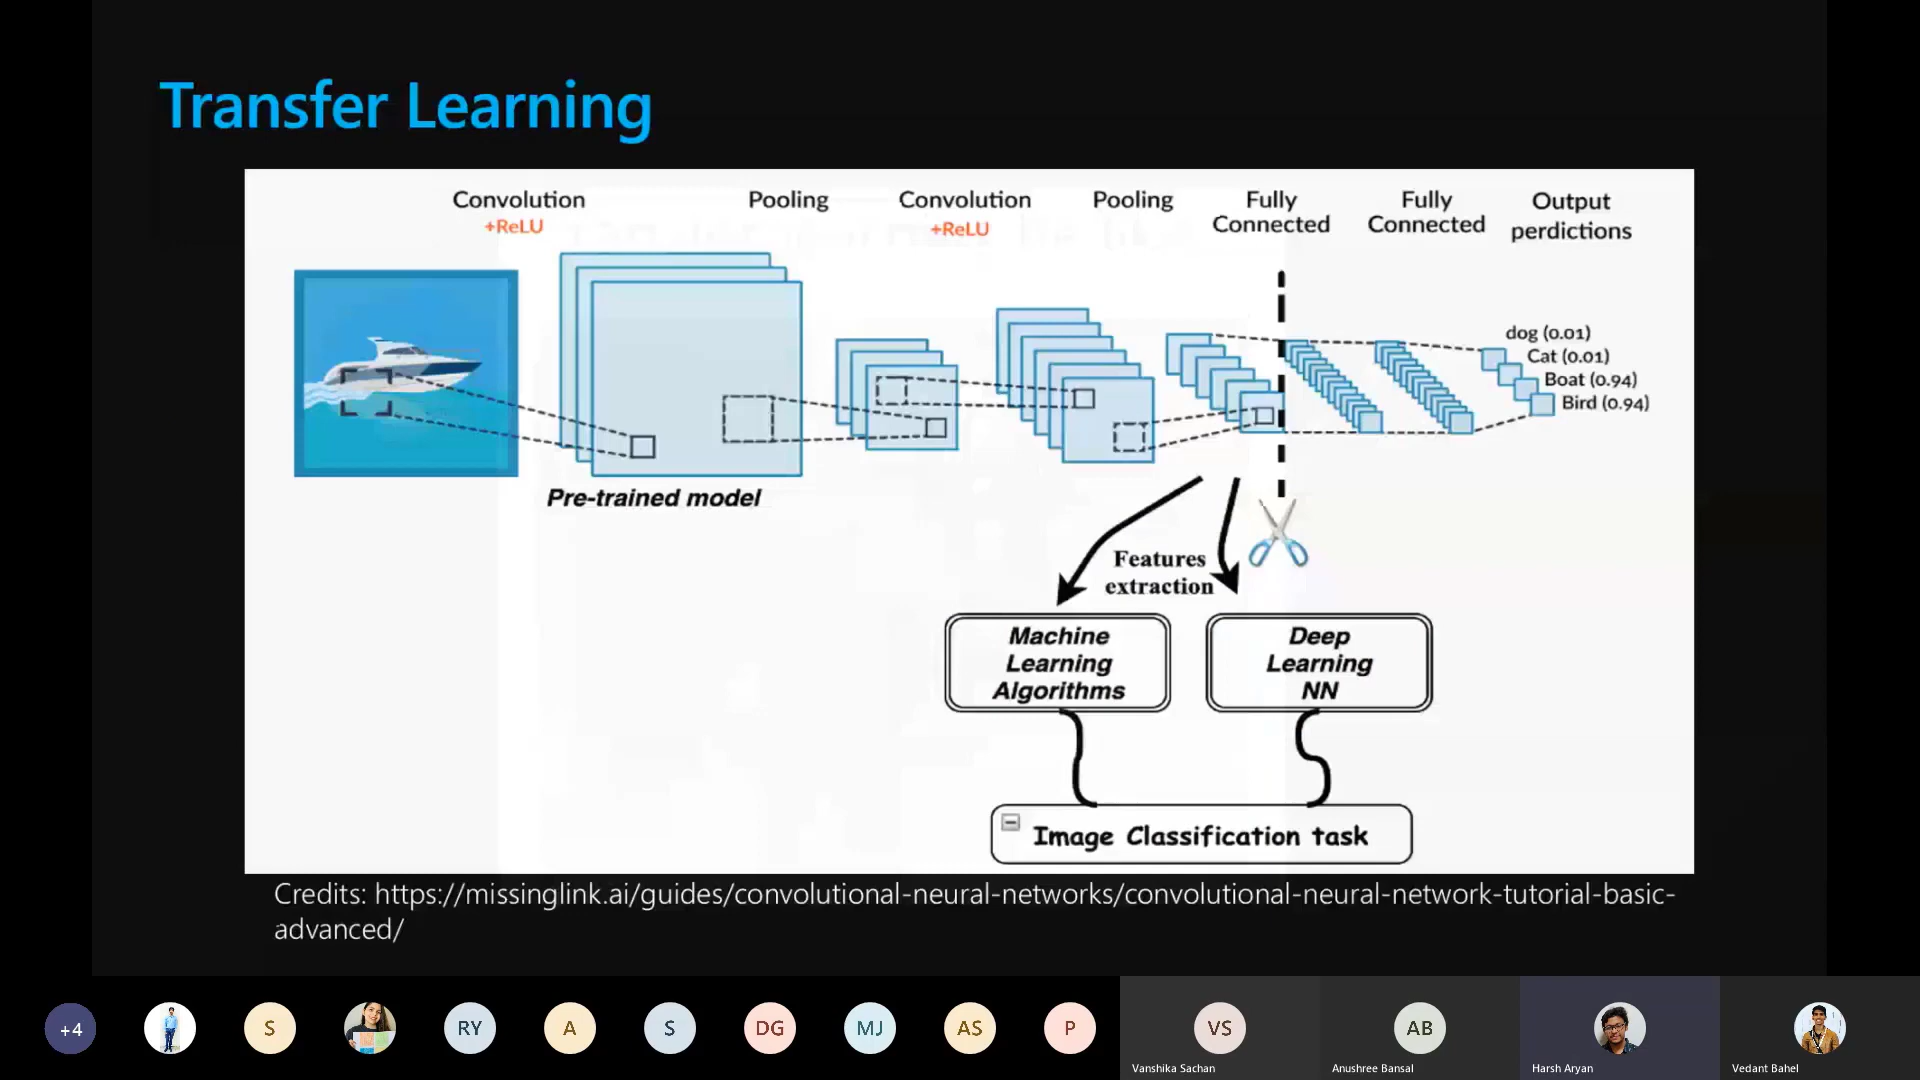 Transfer Learning
Convolution
+ReLU
Pooling
Convolution
+ReLU
Pooling
Fully
Connected
Fully
Connected
Output
perdictions
dog (0.01)
Cat (0.01)
Boat (0.94)
Bird (0.94)
Pre-trained model
Features
extraction
Machine
Learning
Algorithms
Deep
Learning
NN
Image Classification task
Credits: https://missinglink.ai/guides/convolutional-neural-networks/convolutional-neural-network-tutorial-basic-
advanced/
+4
S
RY
A
S
DG
MJ
AS
P
VS
Vanshika Sachan
AB
Anushree Bansal
Harsh Aryan
Vedant Bahel